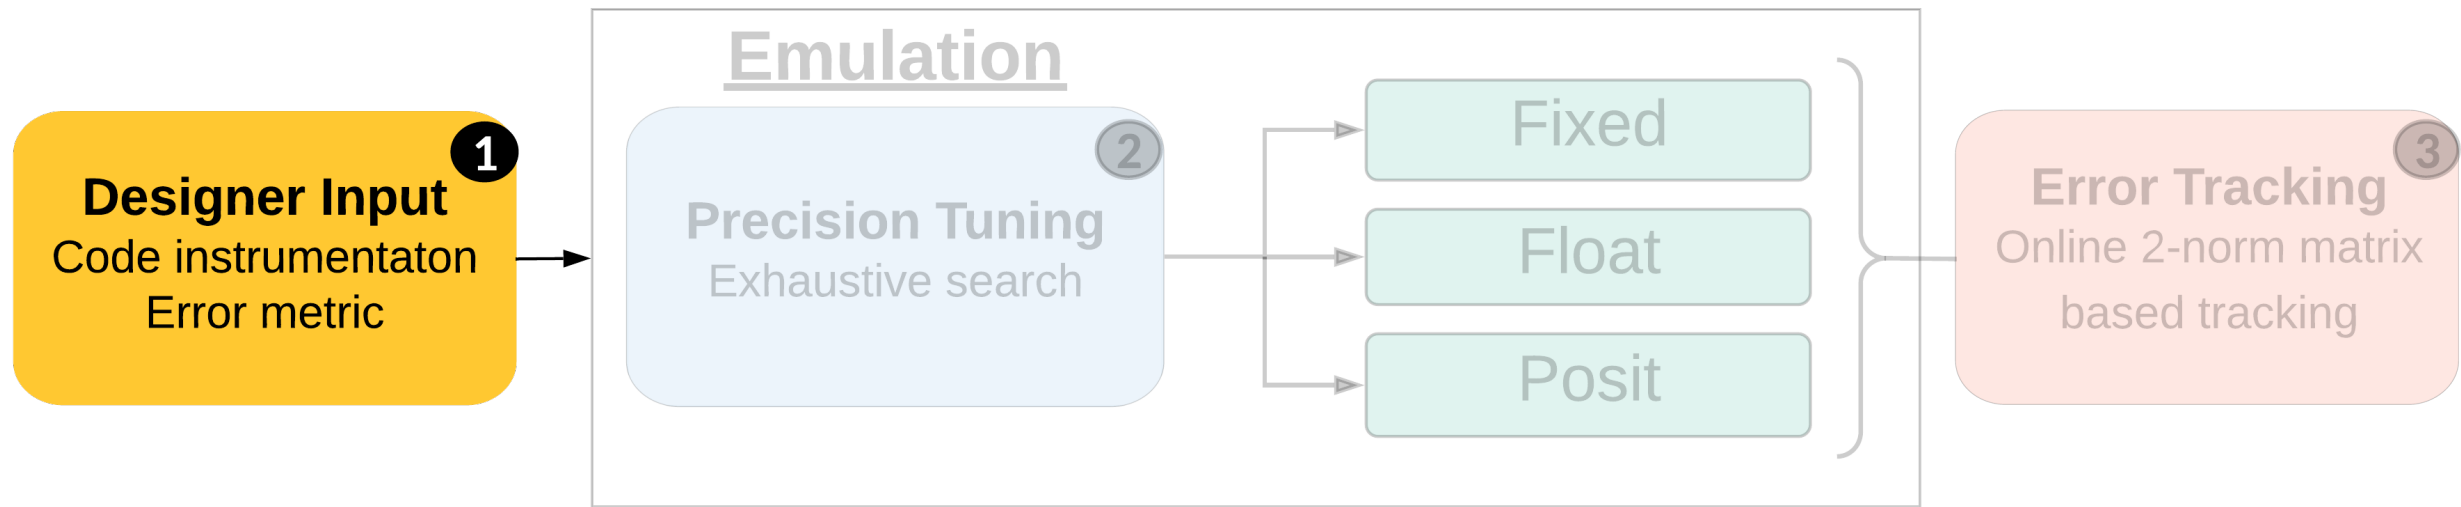 1
Designer Input
Code instrumentaton
Error metric
Emulation
2
Precision Tuning
Exhaustive search
Fixed
Float
Posit
3
Error Tracking
Online 2-norm matrix
based tracking